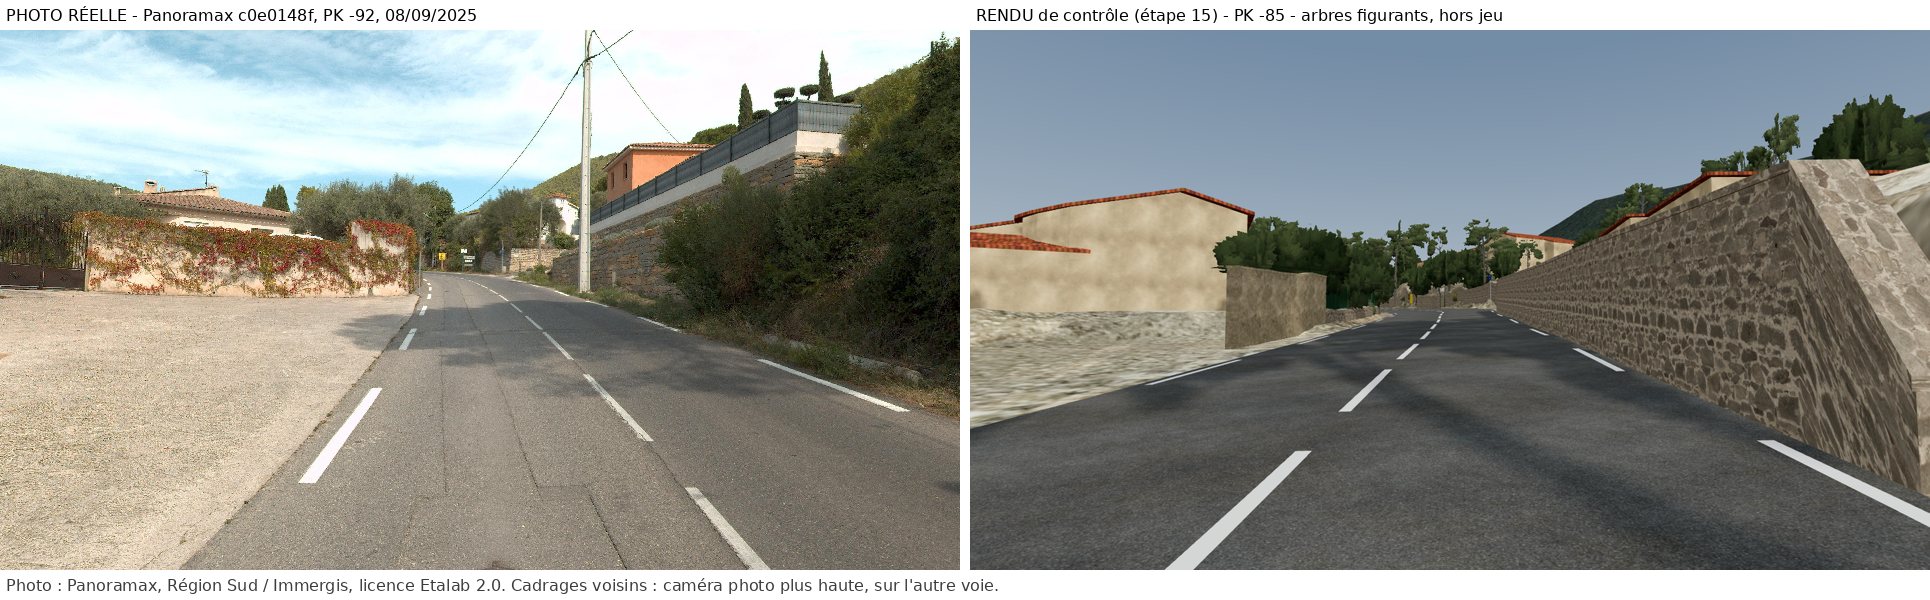 PHOTO RÉELLE - Panoramax c0e0148f, PK -92, 08/09/2025
RENDU de contrôle (étape 15) - PK -85 - arbres figurants, hors jeu
Photo : Panoramax, Région Sud / Immergis, licence Etalab 2.0. Cadrages voisins : caméra photo plus haute, sur l'autre voie.